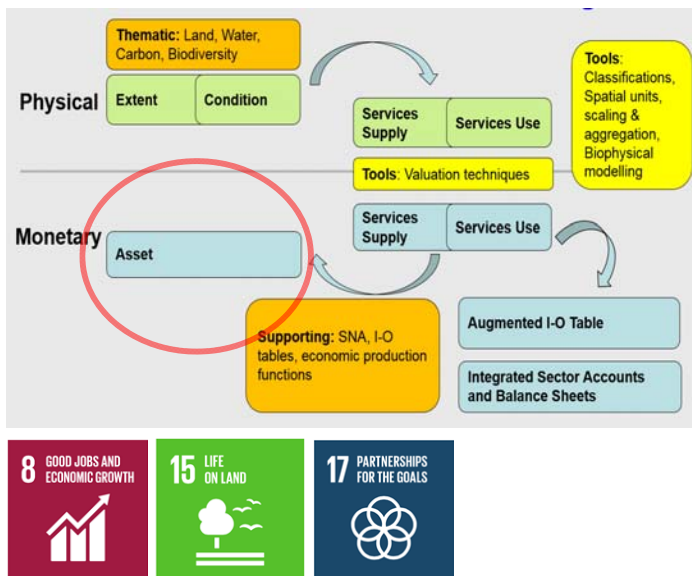 Thematic: Land, Water,
Carbon, Biodiversity
Physical
Extent
Condition
Services
Supply
Services Use
Tools:
Classifications,
Spatial units,
scaling &
aggregation,
Biophysical
modelling
Tools: Valuation techniques
Monetary
Asset
Services
Supply
Services Use
Supporting: SNA, I-O
tables, economic production
functions
Augmented I-O Table
Integrated Sector Accounts
and Balance Sheets
8 GOOD JOBS AND
ECONOMIC GROWTH
15 LIFE
ON LAND
17 PARTNERSHIPS
FOR THE GOALS